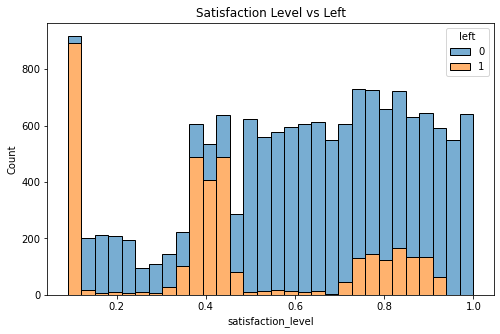 Satisfaction Level vs Left
left
0
1
800
600
400
200
0
Count
0.2 0.4 0.6 0.8 1.0
satisfaction_level